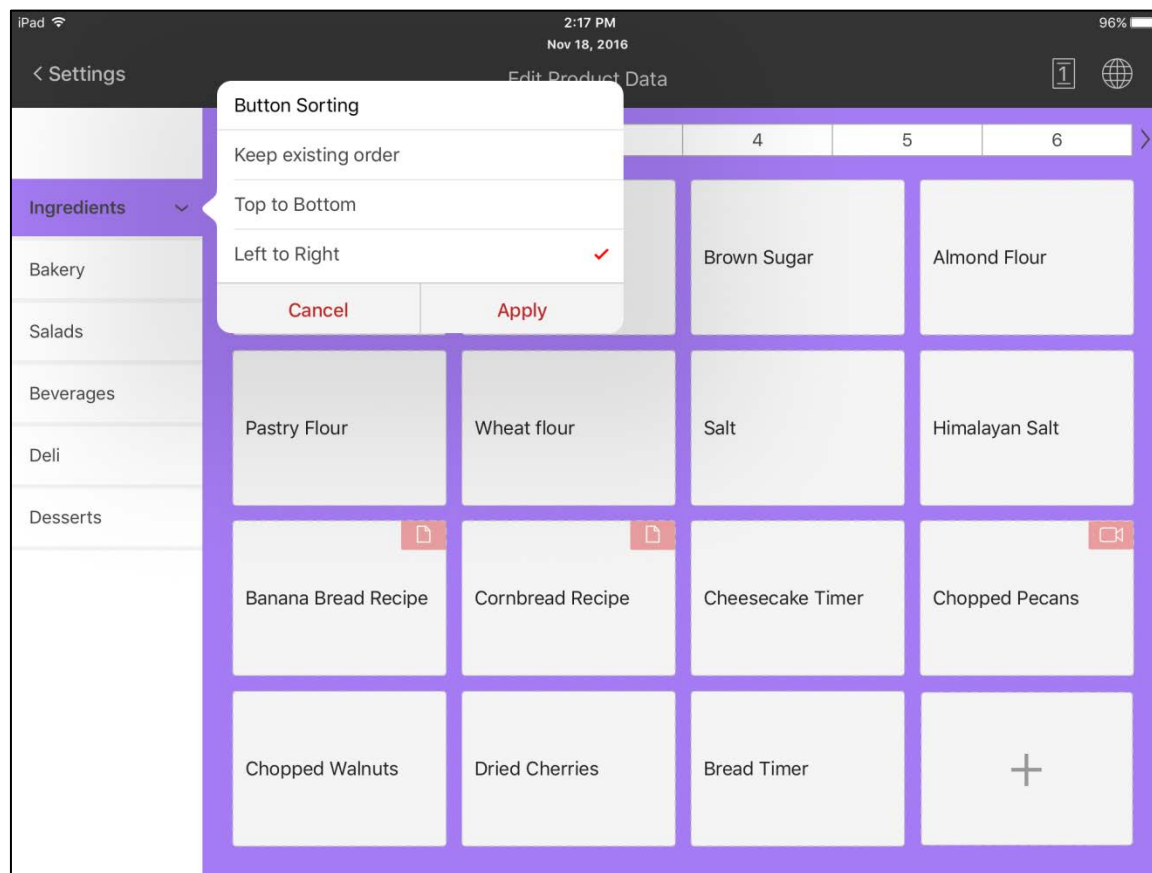 iPad 2:17 PM 96%
Nov 18, 2016
< Settings
Edit Product Data
1
Button Sorting
Keep existing order
Top to Bottom
Left to Right
Cancel Apply
4 5 6
Ingredients
Bakery
Salads
Beverages
Deli
Desserts
Brown Sugar Almond Flour
Pastry Flour Wheat flour Salt Himalayan Salt
Banana Bread Recipe Cornbread Recipe Cheesecake Timer Chopped Pecans
Chopped Walnuts Dried Cherries Bread Timer